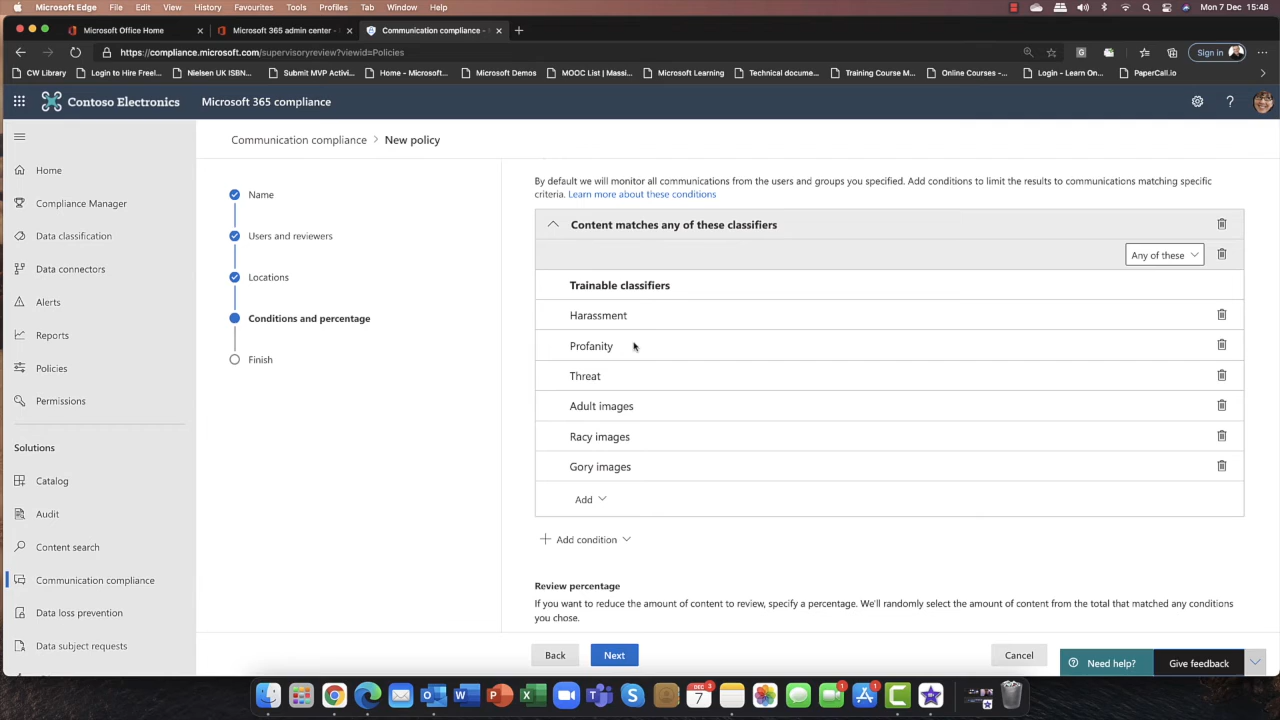 Microsoft Edge File Edit View History Favourites Tools Profiles Tab Window Help Mon 7 Dec 15:48
Microsoft Office Home Microsoft 365 admin center - Communication compliance -
https://compliance.microsoft.com/supervisoryreview?viewid=Policies Sign in
CW Library Login to Hire Freel... Nielsen UK ISBN... Submit MVP Activi... Home - Microsoft... Microsoft Demos MOOC List | Massi... Microsoft Learning Technical docume... Training Course M... Online Courses -... Login - Learn On... PaperCall.io
Contoso Electronics Microsoft 365 compliance
Communication compliance > New policy
Home
Compliance Manager
Data classification
Data connectors
Alerts
Reports
Policies
Permissions
Solutions
Catalog
Audit
Content search
Communication compliance
Data loss prevention
Data subject requests
Name
Users and reviewers
Locations
Conditions and percentage
Finish
By default we will monitor all communications from the users and groups you specified. Add conditions to limit the results to communications matching specific
criteria. Learn more about these conditions
Content matches any of these classifiers
Any of these
Trainable classifiers
Harassment
Profanity
Threat
Adult images
Racy images
Gory images
Add
Add condition
Review percentage
If you want to reduce the amount of content to review, specify a percentage. We'll randomly select the amount of content from the total that matched any conditions
you chose.
Back Next Cancel Need help? Give feedback